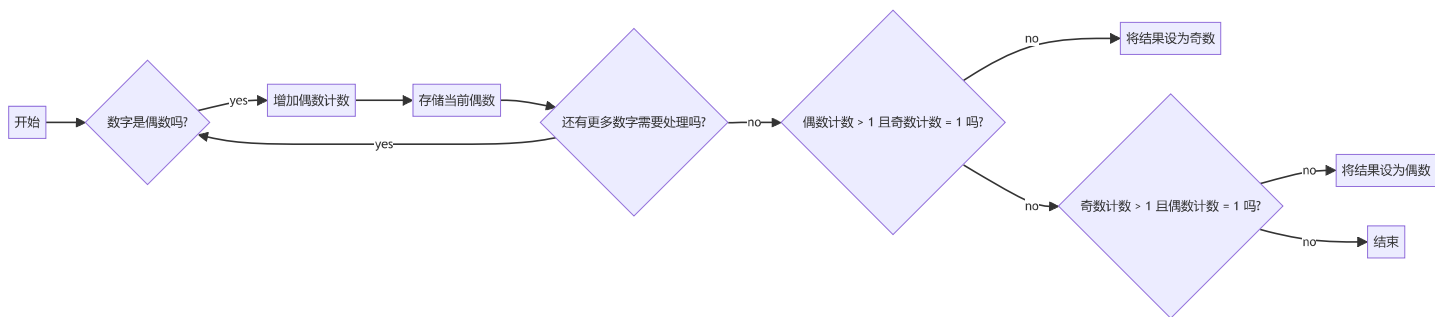 开始
数字是偶数吗?
yes
增加偶数计数
存储当前偶数
还有更多数字需要处理吗?
yes
no
偶数计数 > 1 且奇数计数 = 1 吗?
no
将结果设为奇数
no
奇数计数 > 1 且偶数计数 = 1 吗?
no
将结果设为偶数
no
结束